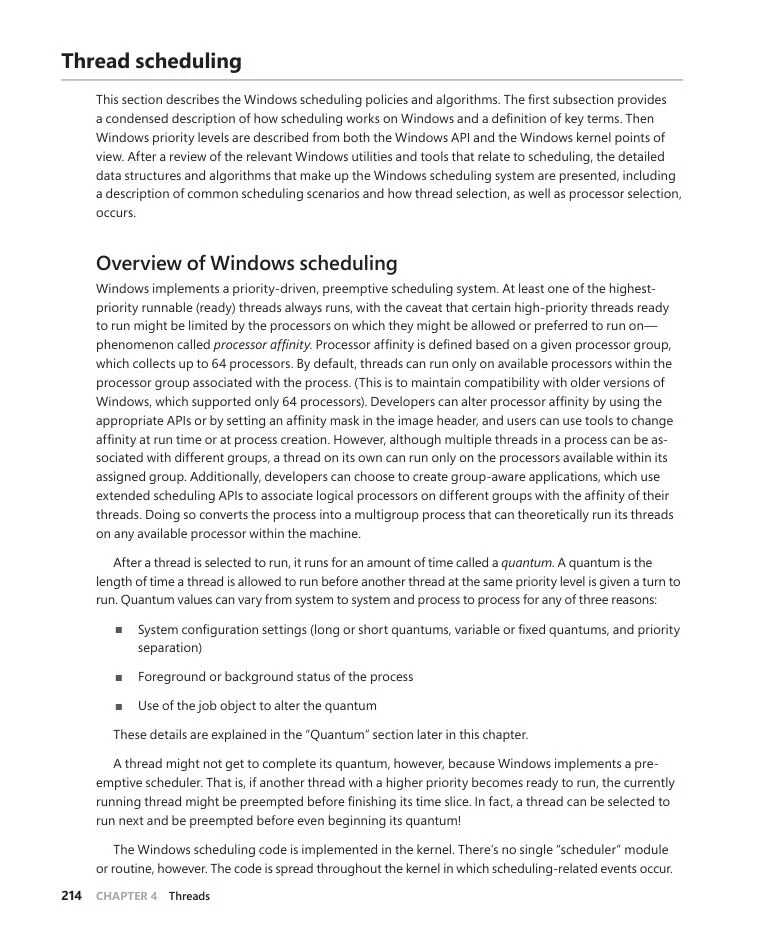 Thread scheduling
This section describes the Windows scheduling policies and algorithms. The first subsection provides
a condensed description of how scheduling works on Windows and a definition of key terms. Then
Windows priority levels are described from both the Windows API and the Windows kernel points of
view. After a review of the relevant Windows utilities and tools that relate to scheduling, the detailed
data structures and algorithms that make up the Windows scheduling system are presented, including
a description of common scheduling scenarios and how thread selection, as well as processor selection,
occurs.
Overview of Windows scheduling
Windows implements a priority-driven, preemptive scheduling system. At least one of the highest-
priority runnable (ready) threads always runs, with the caveat that certain high-priority threads ready
to run might be limited by the processors on which they might be allowed or preferred to run on—
phenomenon called processor affinity. Processor affinity is defined based on a given processor group,
which collects up to 64 processors. By default, threads can run only on available processors within the
processor group associated with the process. (This is to maintain compatibility with older versions of
Windows, which supported only 64 processors). Developers can alter processor affinity by using the
appropriate APIs or by setting an affinity mask in the image header, and users can use tools to change
affinity at run time or at process creation. However, although multiple threads in a process can be as-
sociated with different groups, a thread on its own can run only on the processors available within its
assigned group. Additionally, developers can choose to create group-aware applications, which use
extended scheduling APIs to associate logical processors on different groups with the affinity of their
threads. Doing so converts the process into a multigroup process that can theoretically run its threads
on any available processor within the machine.
After a thread is selected to run, it runs for an amount of time called a quantum. A quantum is the
length of time a thread is allowed to run before another thread at the same priority level is given a turn to
run. Quantum values can vary from system to system and process to process for any of three reasons:
■ System configuration settings (long or short quantums, variable or fixed quantums, and priority
separation)
■ Foreground or background status of the process
■ Use of the job object to alter the quantum
These details are explained in the “Quantum” section later in this chapter.
A thread might not get to complete its quantum, however, because Windows implements a pre-
emptive scheduler. That is, if another thread with a higher priority becomes ready to run, the currently
running thread might be preempted before finishing its time slice. In fact, a thread can be selected to
run next and be preempted before even beginning its quantum!
The Windows scheduling code is implemented in the kernel. There’s no single “scheduler” module
or routine, however. The code is spread throughout the kernel in which scheduling-related events occur.
214 CHAPTER 4 Threads